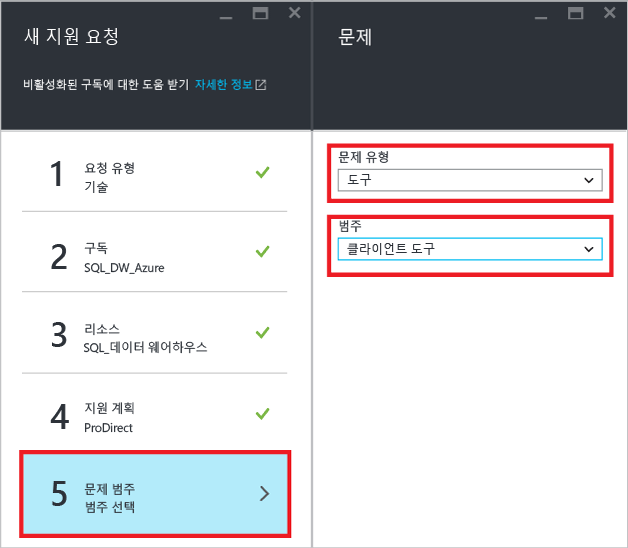 새 지원 요청
비활성화된 구독에 대한 도움 받기 자세한 정보
1
요청 유형
기술
2
구독
SQL_DW_Azure
3
리소스
SQL_데이터 웨어하우스
4
지원 계획
ProDirect
5
문제 범주
범주 선택
문제
문제 유형
도구
범주
클라이언트 도구